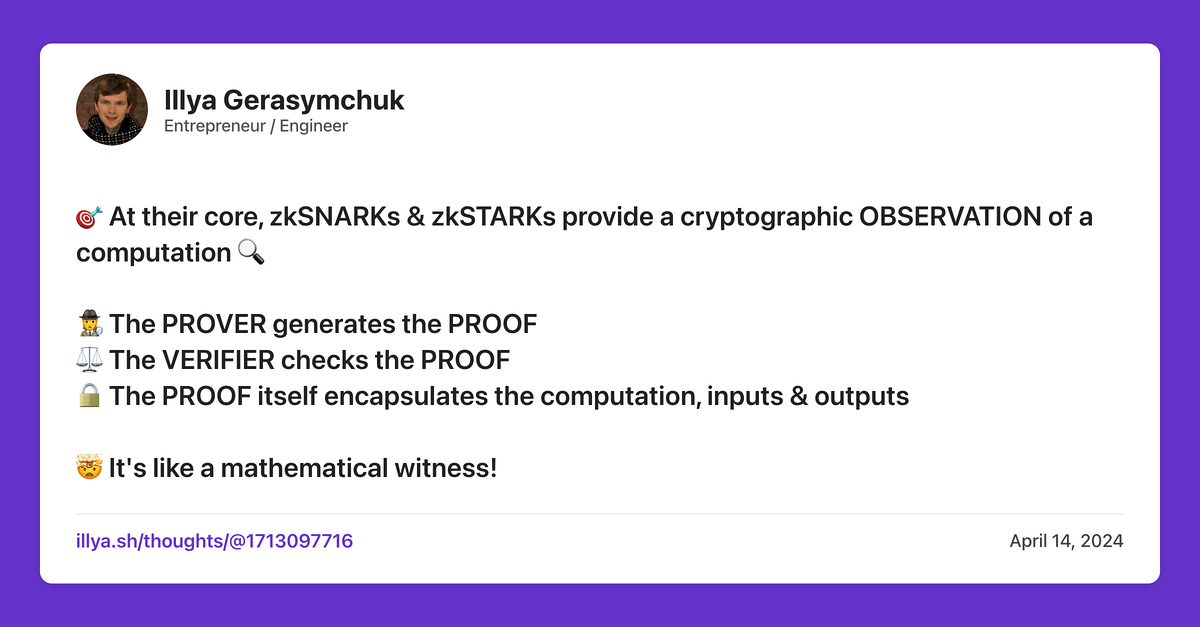 Illya Gerasymchuk
Entrepreneur / Engineer
🎯 At their core, zkSNARKs & zkSTARKs provide a cryptographic OBSERVATION of a
computation 🔍
🕵️ The PROVER generates the PROOF
⚖️ The VERIFIER checks the PROOF
🔒 The PROOF itself encapsulates the computation, inputs & outputs
🤯 It's like a mathematical witness!
illya.sh/thoughts/@1713097716
April 14, 2024